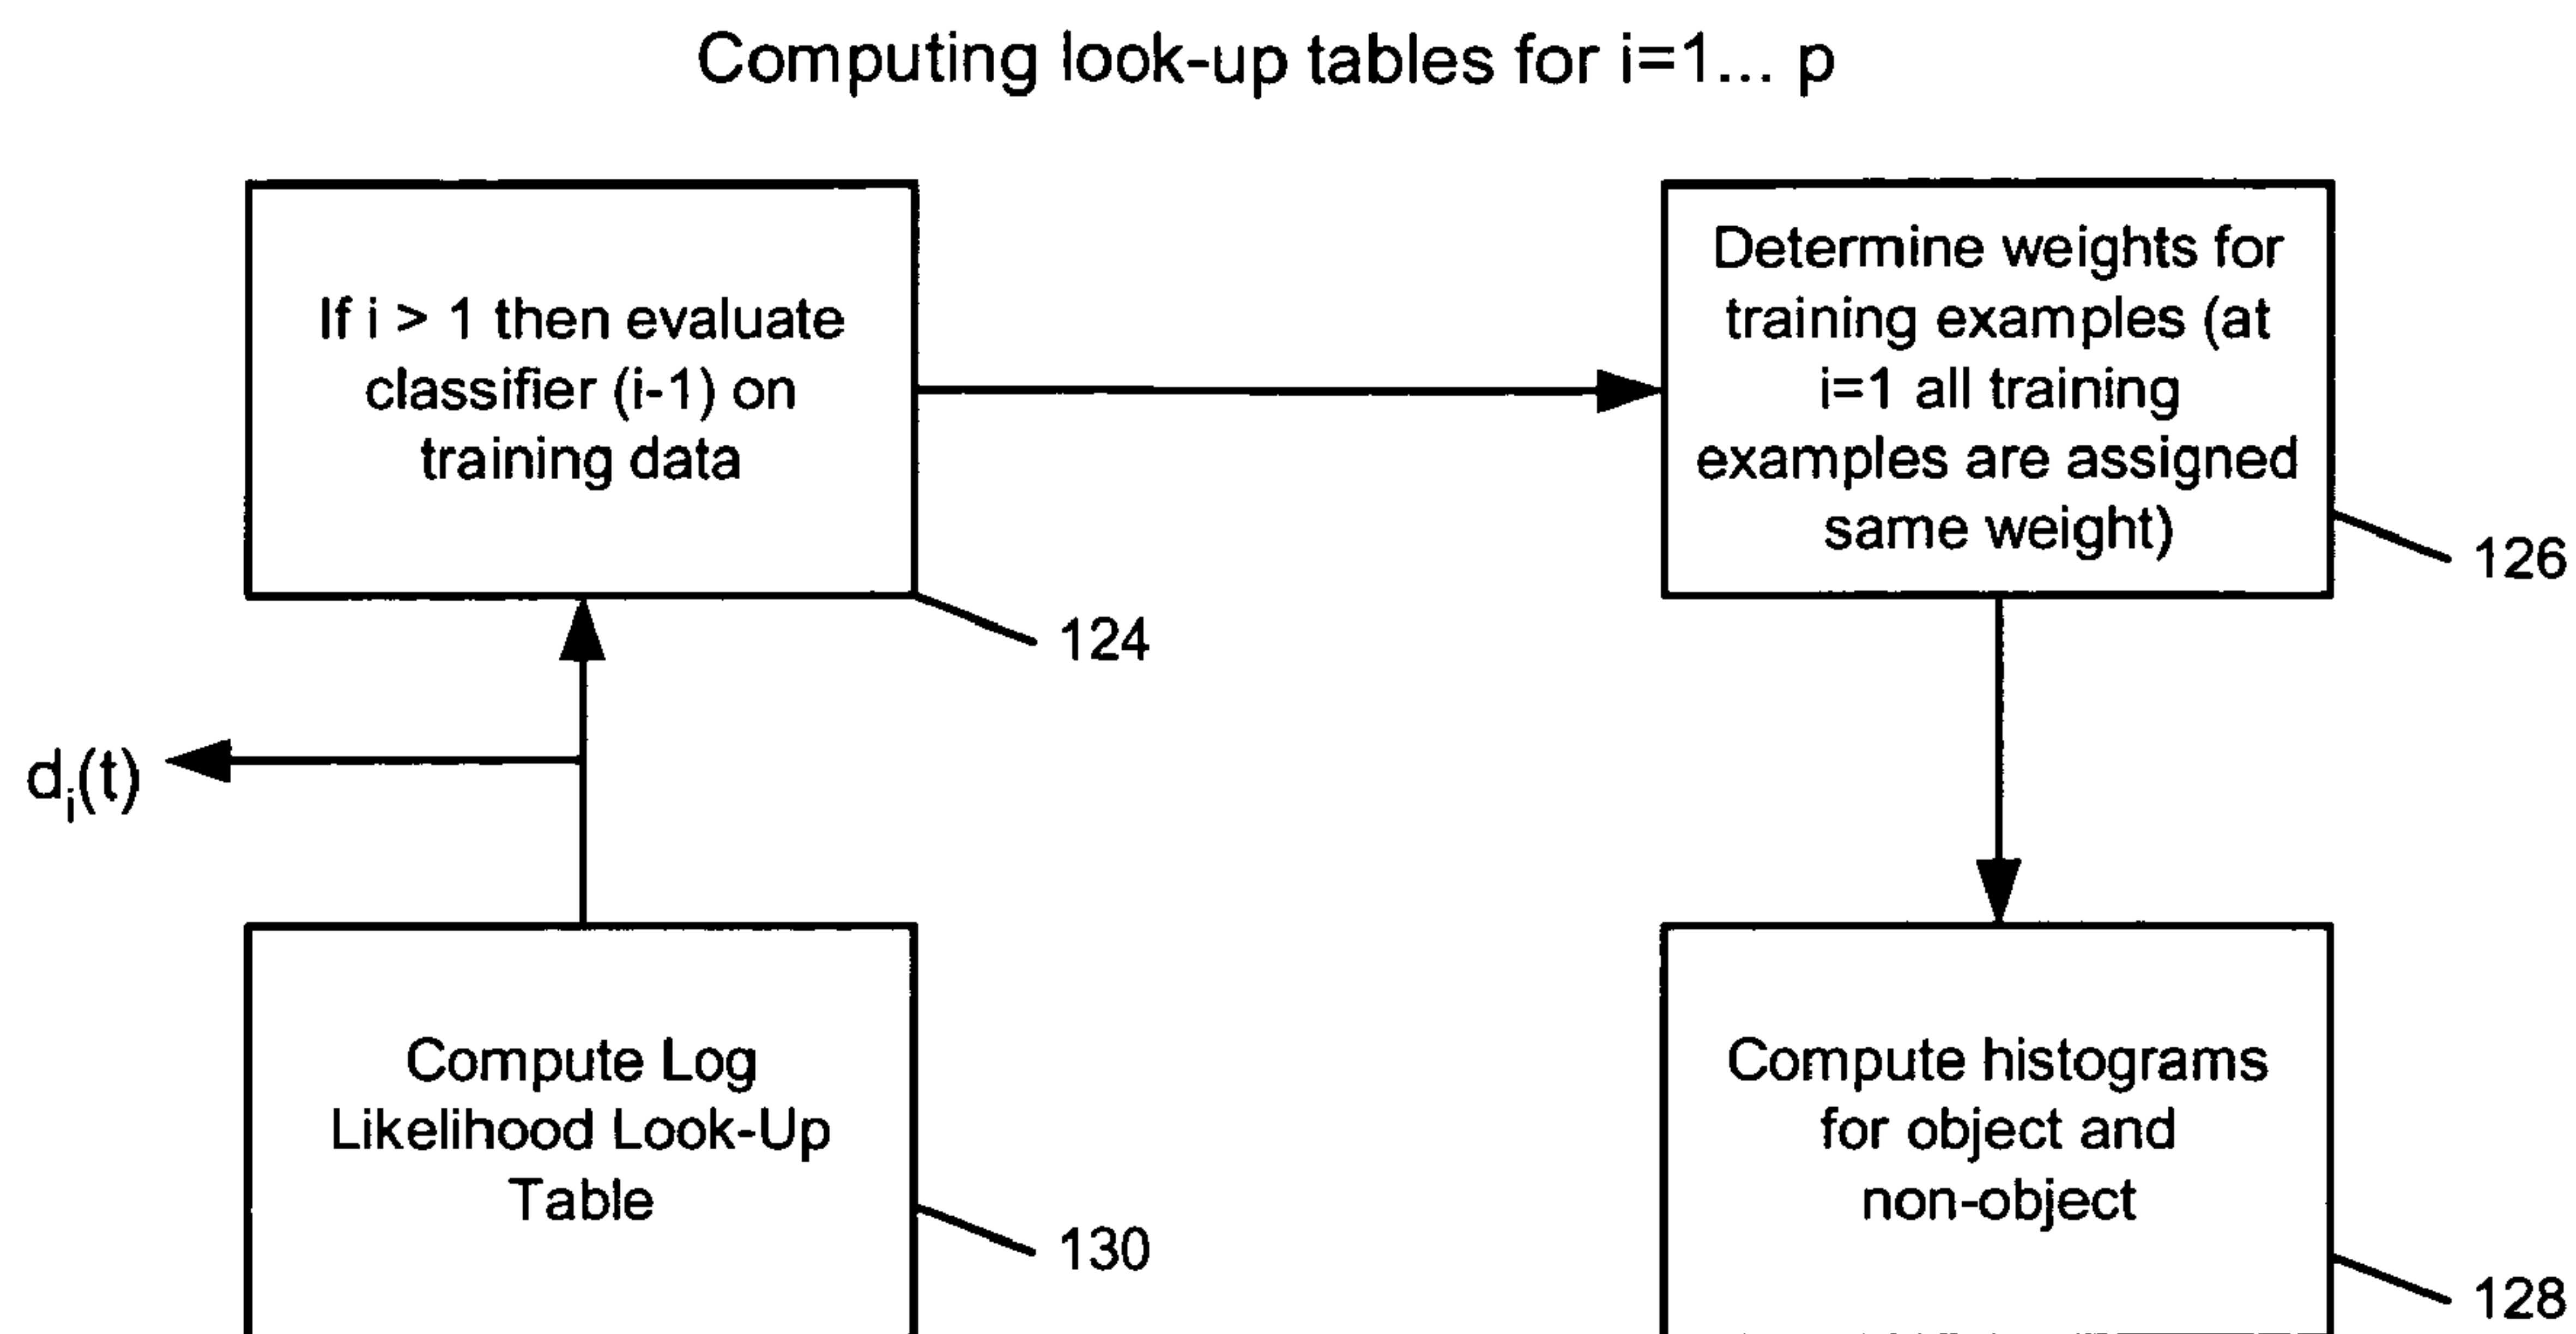 Computing look-up tables for i=1... p
If i > 1 then evaluate
classifier (i-1) on
training data
124
Determine weights for
training examples (at
i=1 all training
examples are assigned
same weight)
126
di(t)
Compute Log
Likelihood Look-Up
Table
130
Compute histograms
for object and
non-object
128